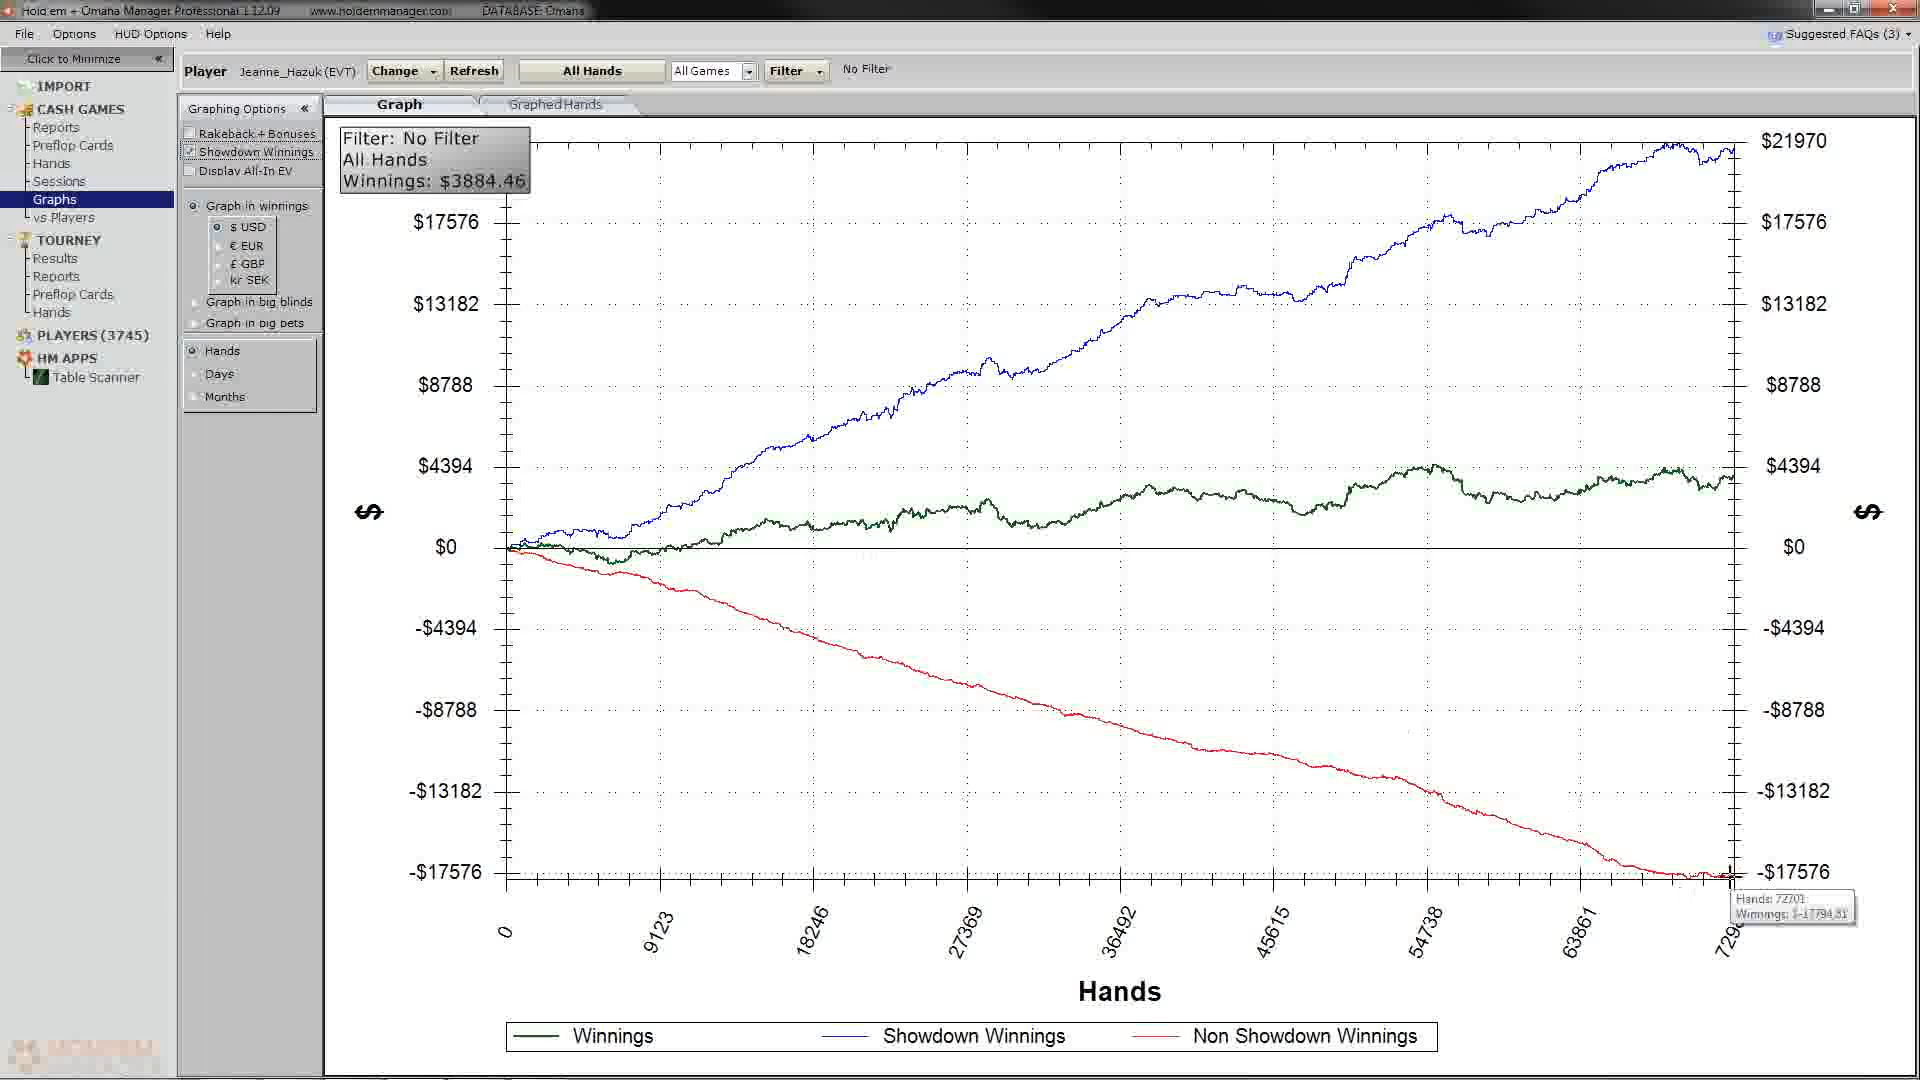 Hold'em + Omaha Manager Professional 1.12.09 www.holdemmanager.com DATABASE: Omaha
File Options HUD Options Help Suggested FAQs (3)
Click to Minimize «
IMPORT
CASH GAMES
Reports
Preflop Cards
Hands
Sessions
Graphs
vs Players
TOURNEY
Results
Reports
Preflop Cards
Hands
PLAYERS (3745)
HM APPS
Table Scanner
Player Jeanne_Hazuk (EVT) Change Refresh All Hands All Games Filter No Filter
Graphing Options «
Rakeback + Bonuses
Showdown Winnings
Display All-In EV
Graph in winnings
$ USD
€ EUR
£ GBP
kr SEK
Graph in big blinds
Graph in big bets
Hands
Days
Months
Graph Graphed Hands
Filter: No Filter
All Hands
Winnings: $3884.46
$21970
$17576 $17576
$13182 $13182
$8788 $8788
$4394 $4394
$ $
$0 $0
-$4394 -$4394
-$8788 -$8788
-$13182 -$13182
-$17576 -$17576
Hands: 72701
Winnings: $-17794.31
0 9123 18246 27369 36492 45615 54738 63861
Hands
Winnings Showdown Winnings Non Showdown Winnings